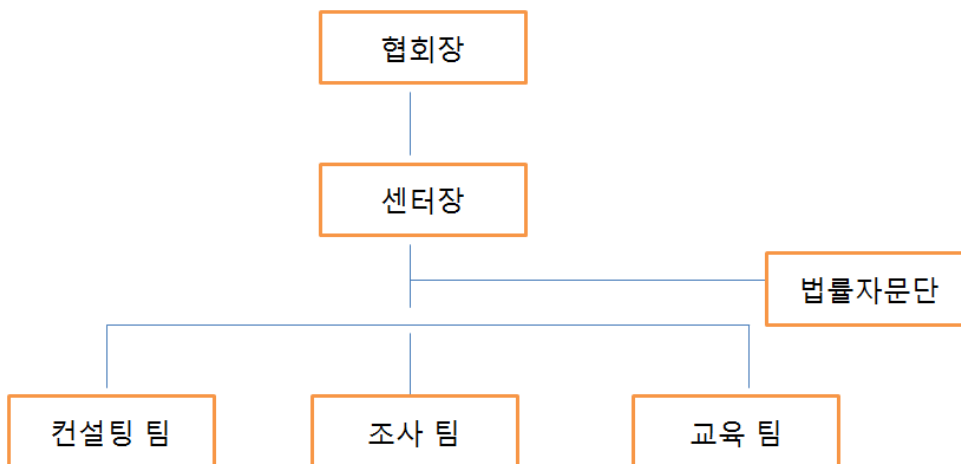 협회장
센터장
법률자문단
컨설팅 팀
조사 팀
교육 팀